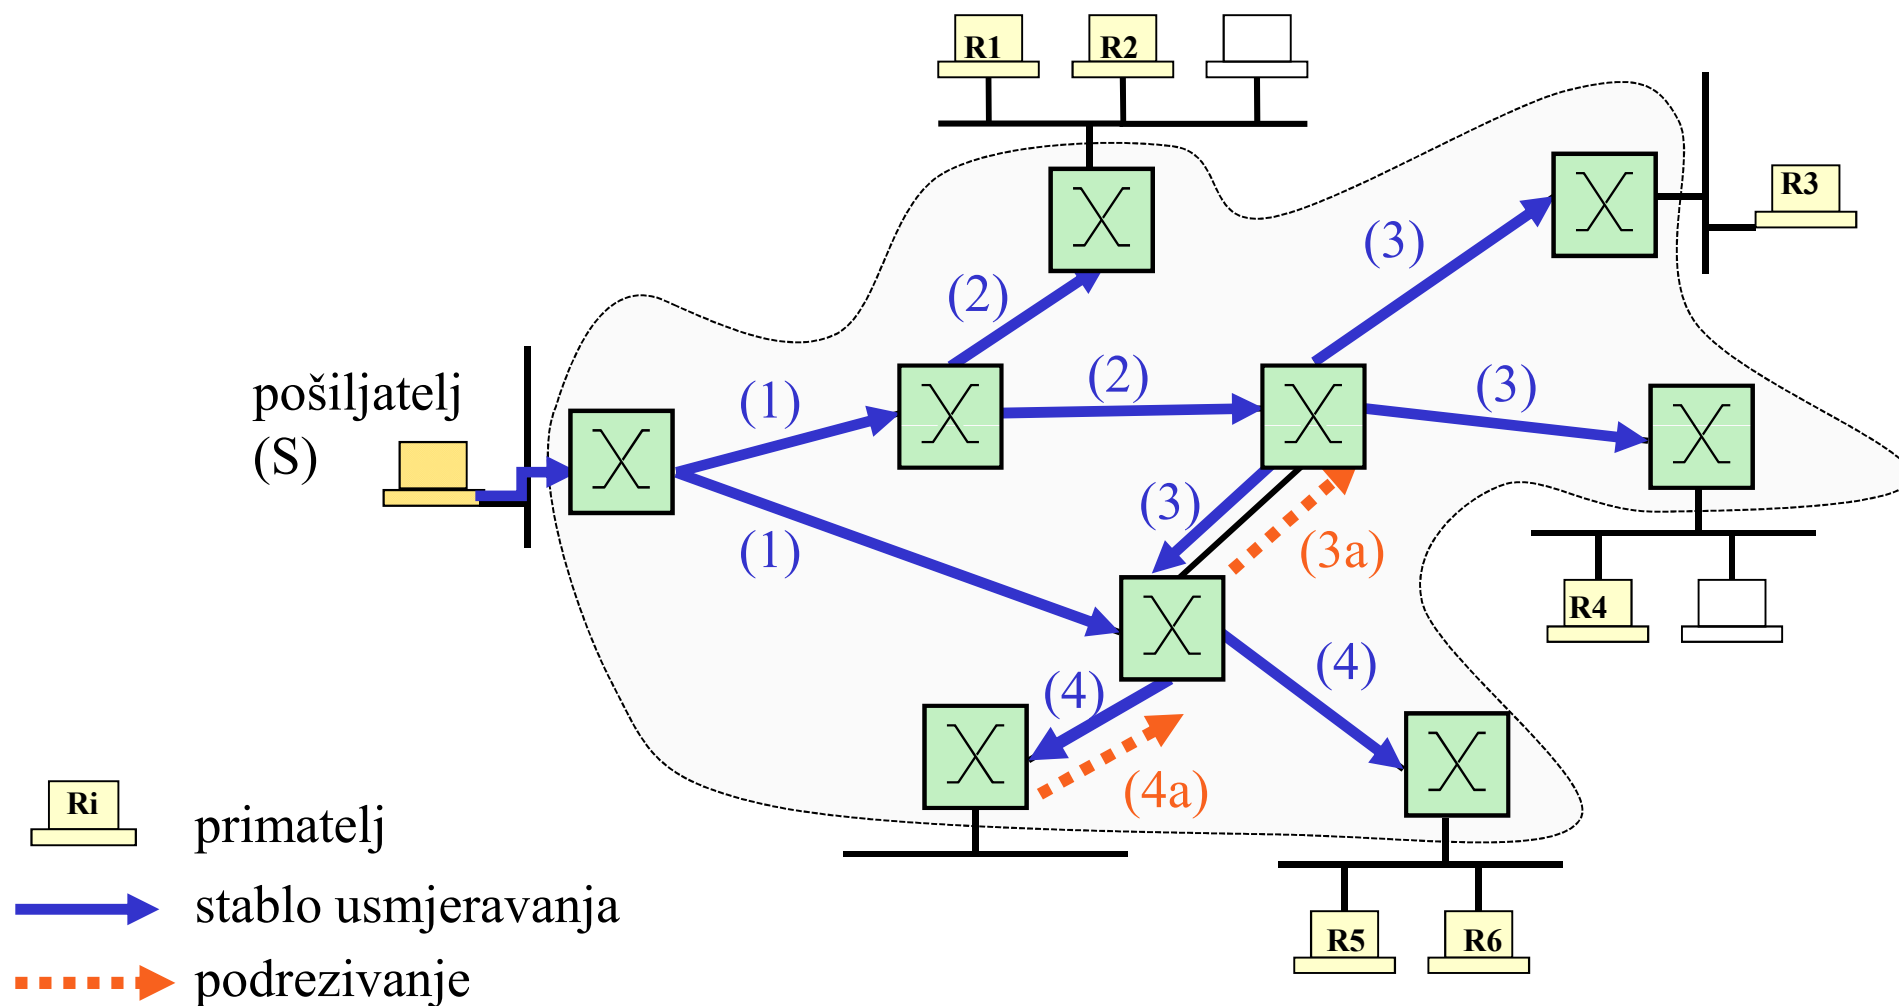 R1
R2
R3
(3)
(2)
pošiljatelj
(S)
(1)
(2)
(3)
(3)
(3a)
(1)
R4
(4)
(4)
(4a)
Ri
primatelj
stablo usmjeravanja
R5
R6
podrezivanje